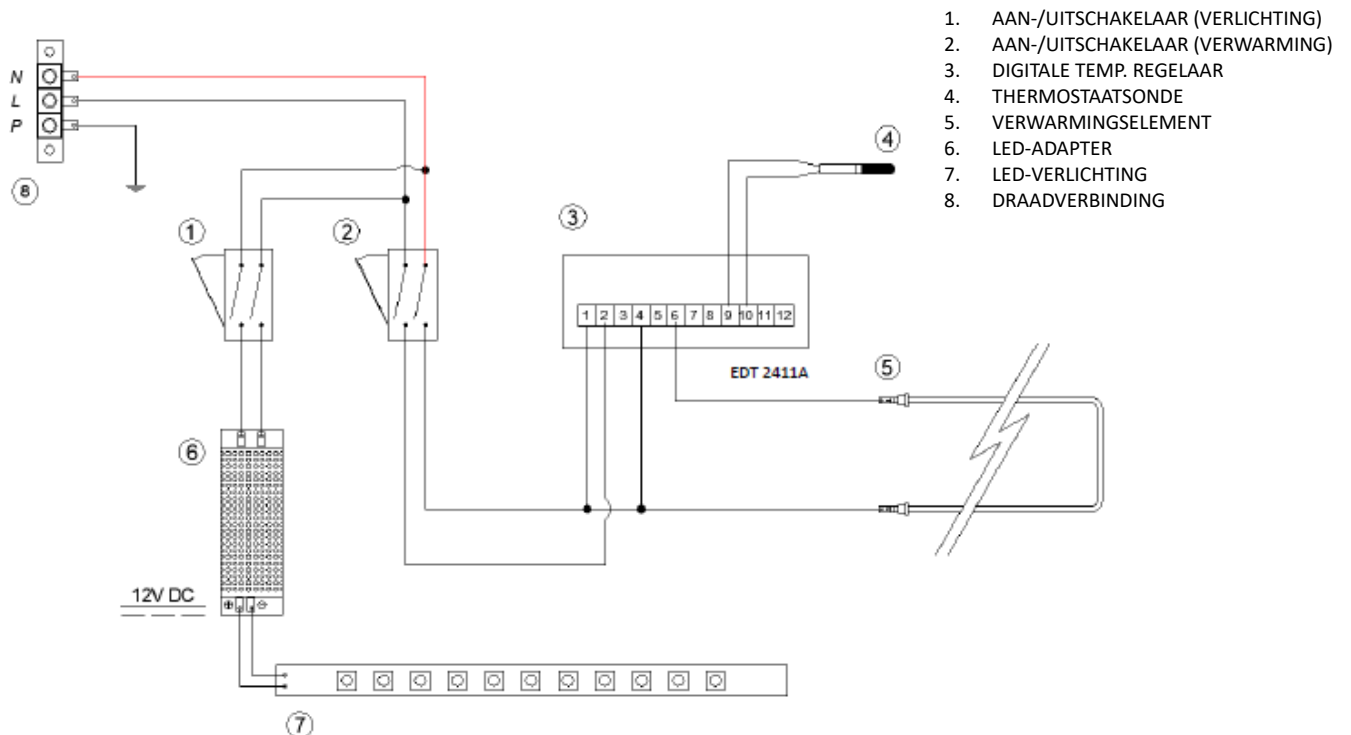 1. AAN-/UITSCHAKELAAR (VERLICHTING)
2. AAN-/UITSCHAKELAAR (VERWARMING)
3. DIGITALE TEMP. REGELAAR
4. THERMOSTAATSONDE
5. VERWARMINGSELEMENT
6. LED-ADAPTER
7. LED-VERLICHTING
8. DRAADVERBINDING
N
L
P
8
4
3
1
2
1 2 3 4 5 6 7 8 9 10 11 12
EDT 2411A
5
6
12V DC
7